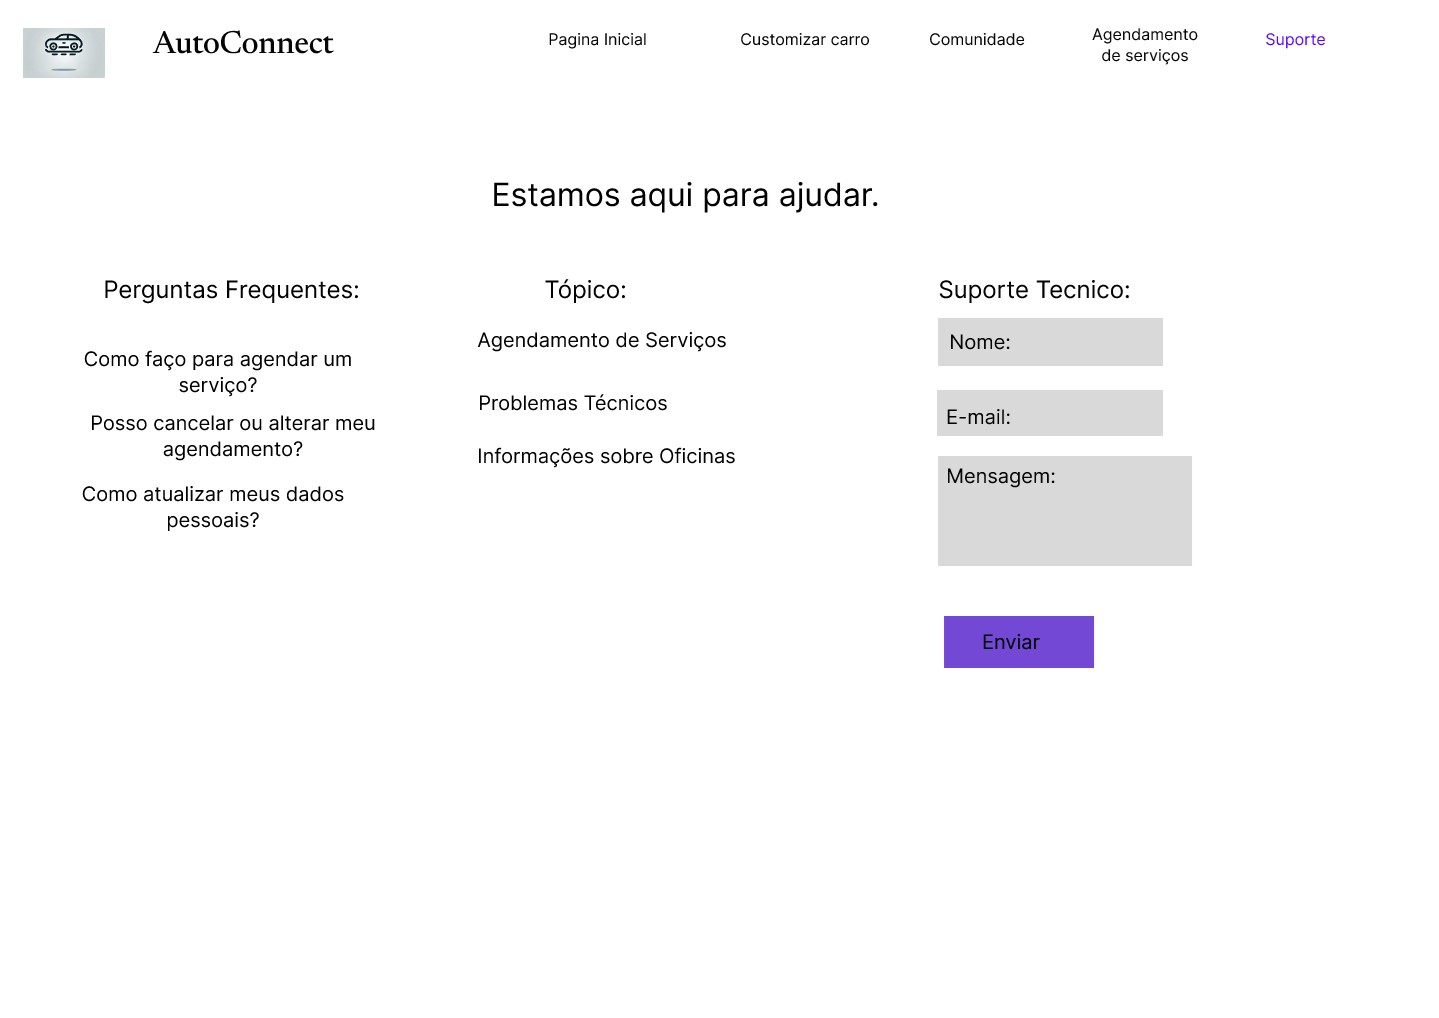 AutoConnect
Pagina Inicial
Customizar carro
Comunidade
Agendamento
de serviços
Suporte
Estamos aqui para ajudar.
Perguntas Frequentes:
Como faço para agendar um
serviço?
Posso cancelar ou alterar meu
agendamento?
Como atualizar meus dados
pessoais?
Tópico:
Agendamento de Serviços
Problemas Técnicos
Informações sobre Oficinas
Suporte Tecnico:
Nome:
E-mail:
Mensagem:
Enviar